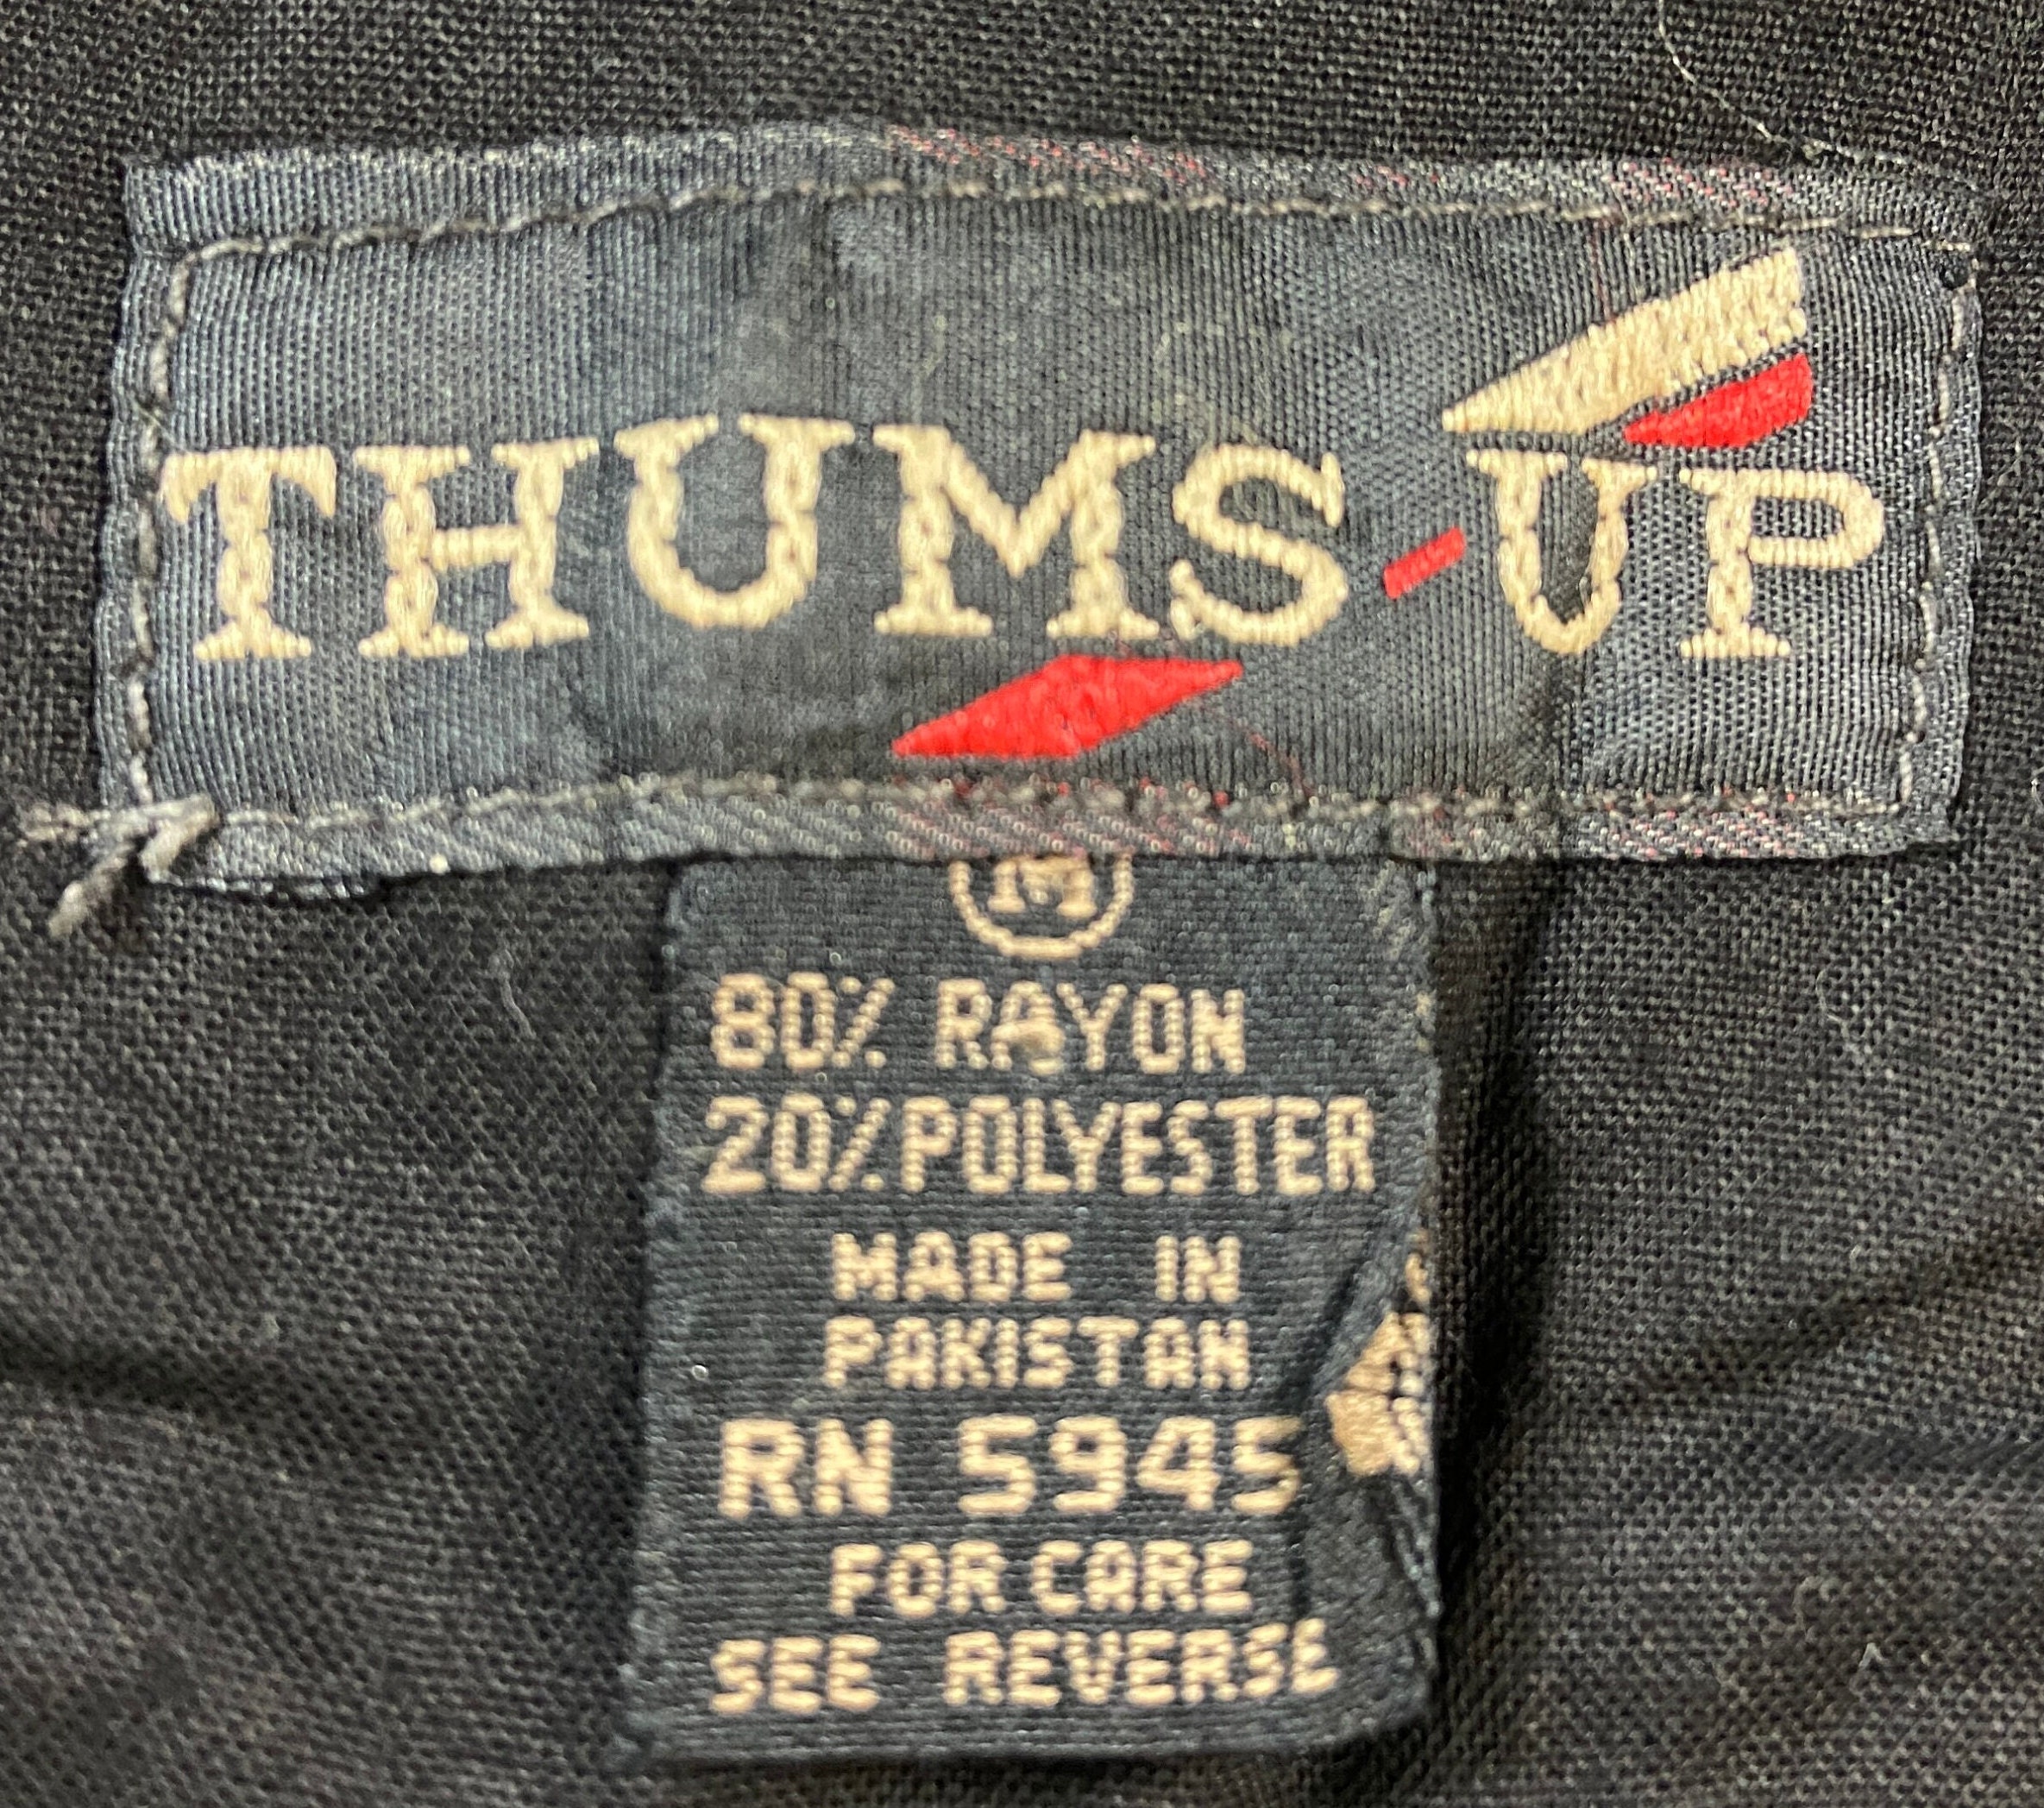 THUMS-UP
M
80% RAYON
20% POLYESTER
MADE IN
PAKISTAN
RN 5945
FOR CARE
SEE REVERSE